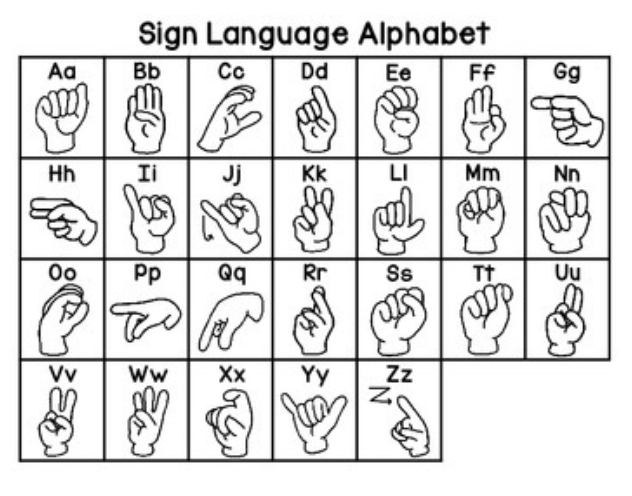 Sign Language Alphabet
Aa Bb Cc Dd Ee Ff Gg
Hh Ii Jj Kk Ll Mm Nn
Oo Pp Qq Rr Ss Tt Uu
Vv Ww Xx Yy Zz